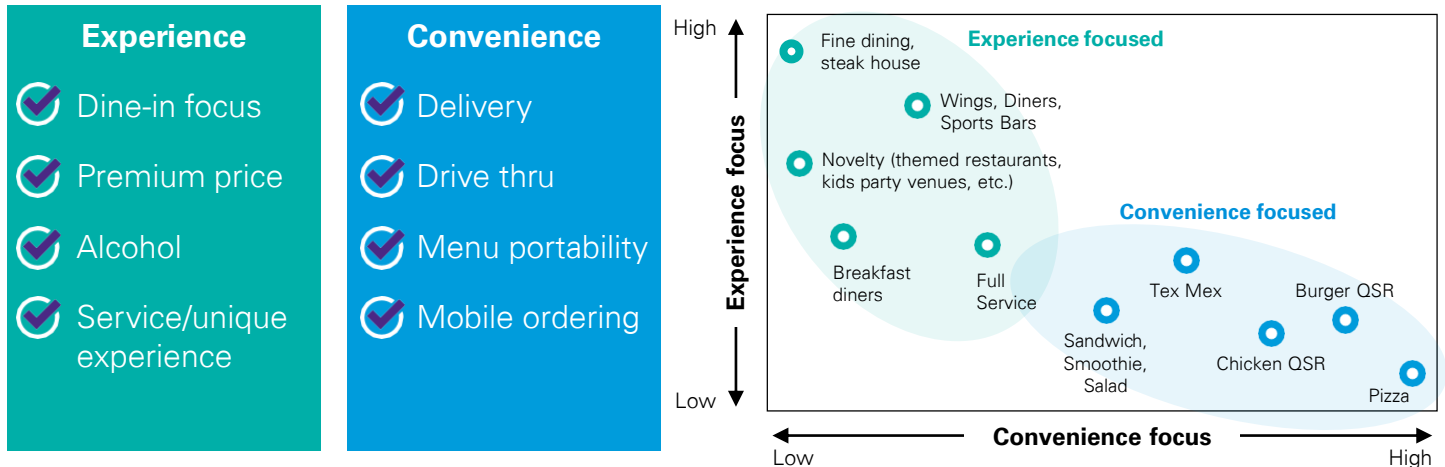 Experience
Dine-in focus
Premium price
Alcohol
Service/unique
experience
Convenience
Delivery
Drive thru
Menu portability
Mobile ordering
High
Experience focus
Low
Experience focused
Fine dining,
steak house
Wings, Diners,
Sports Bars
Novelty (themed restaurants,
kids party venues, etc.)
Breakfast
diners
Full
Service
Convenience focused
Tex Mex
Burger QSR
Sandwich,
Smoothie,
Salad
Chicken QSR
Pizza
Convenience focus
Low
High